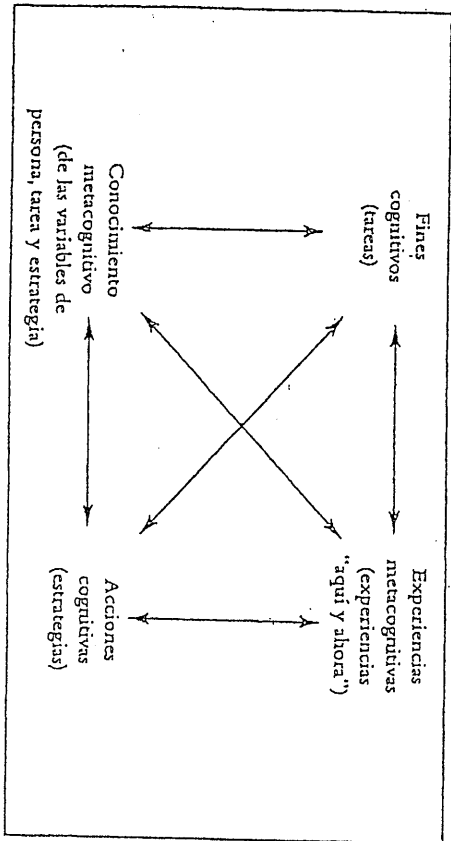 Fines
cognitivos
(tareas)
Experiencias
metacognitivas
(experiencias
“aquí y ahora”)
Conocimiento
metacognitivo
(de las variables de
persona, tarea y estrategia)
Acciones
cognitivas
(estrategias)